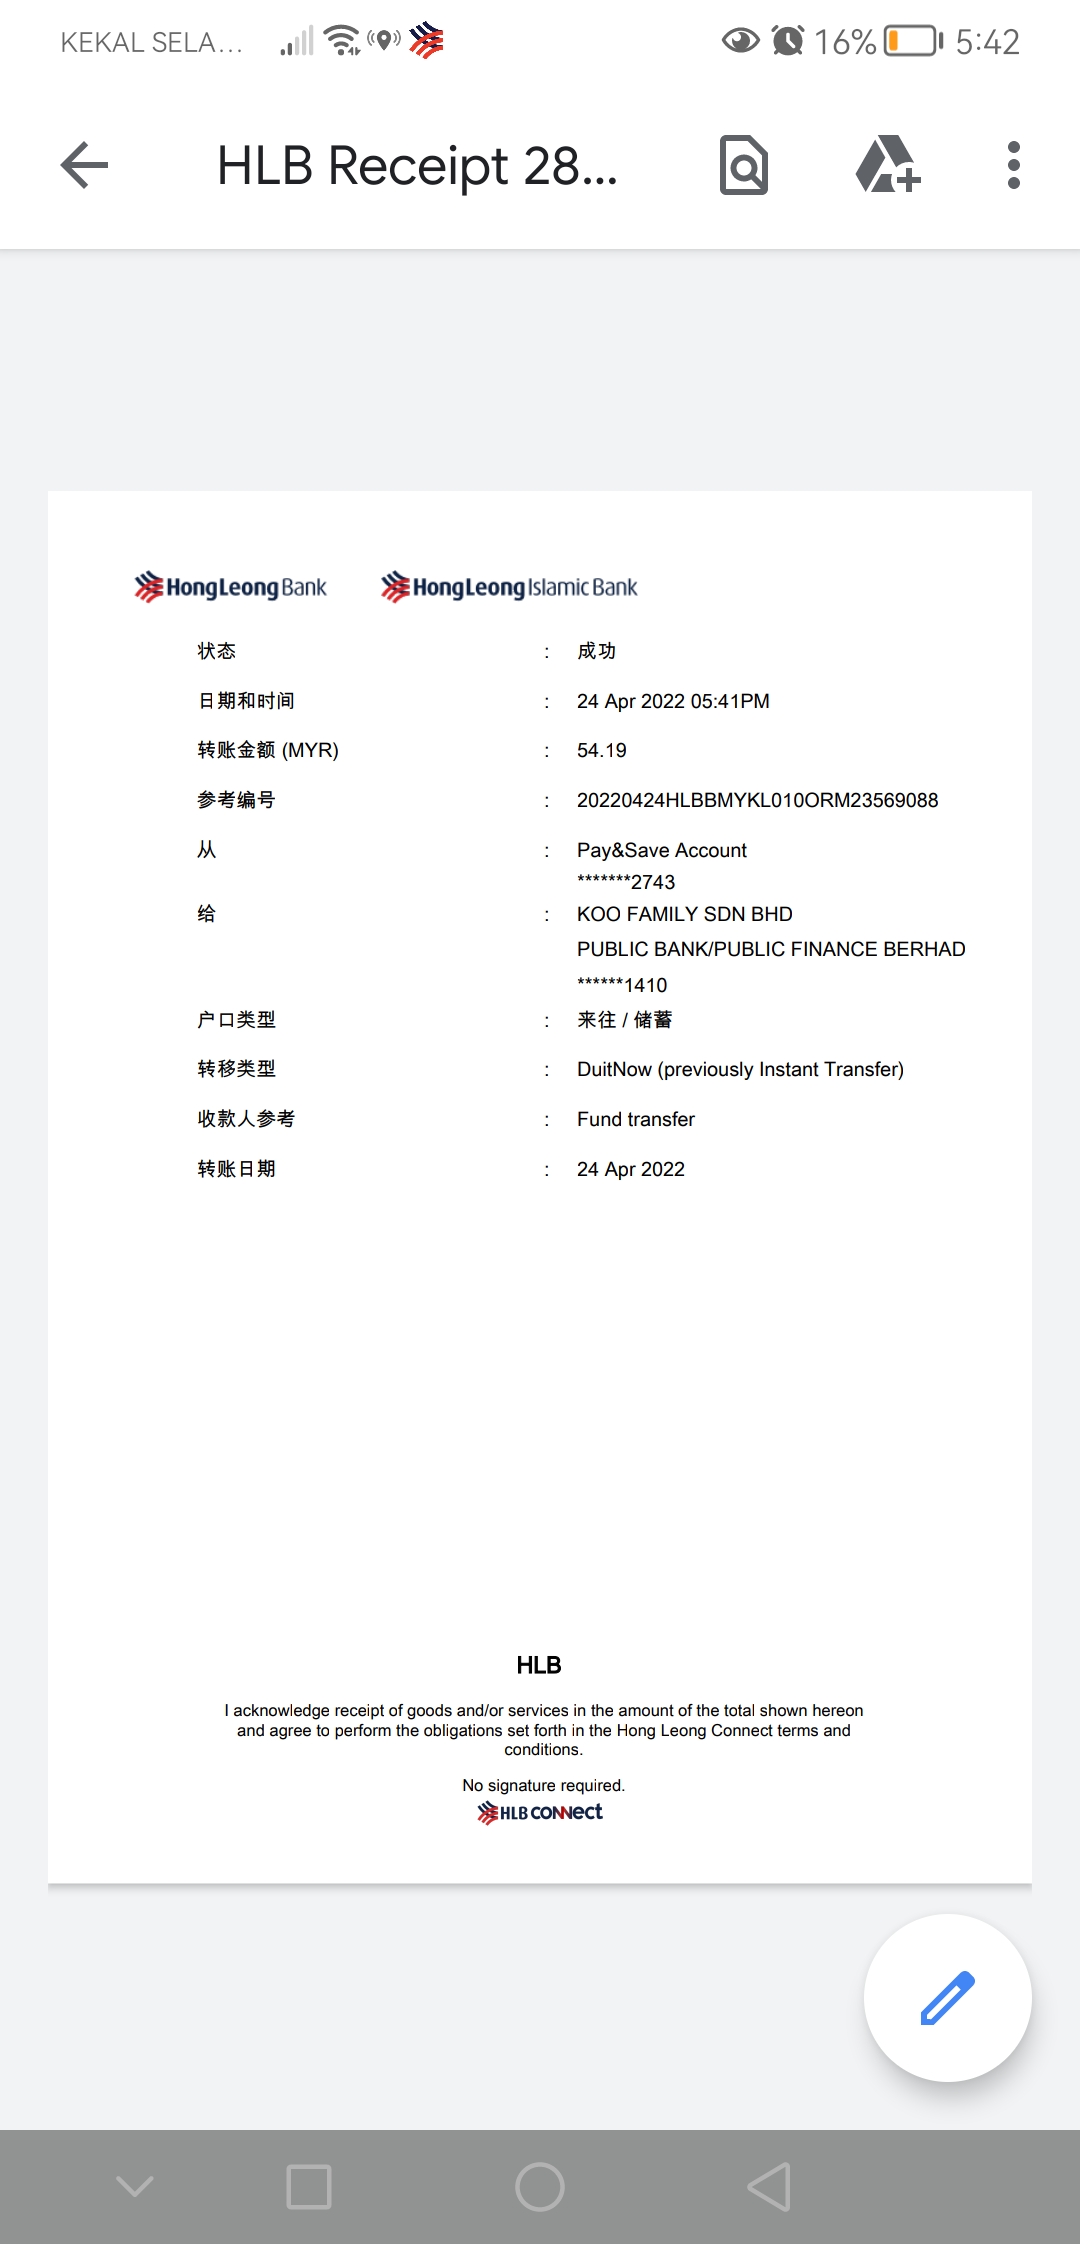 KEKAL SELA... 16% 5:42
HLB Receipt 28...
HongLeong Bank HongLeong Islamic Bank
状态 : 成功
日期和时间 : 24 Apr 2022 05:41PM
转账金额 (MYR) : 54.19
参考编号 : 20220424HLBBMYKL010ORM23569088
从 : Pay&Save Account
*******2743
给 : KOO FAMILY SDN BHD
PUBLIC BANK/PUBLIC FINANCE BERHAD
******1410
户口类型 : 来往 / 储蓄
转移类型 : DuitNow (previously Instant Transfer)
收款人参考 : Fund transfer
转账日期 : 24 Apr 2022
HLB
I acknowledge receipt of goods and/or services in the amount of the total shown hereon
and agree to perform the obligations set forth in the Hong Leong Connect terms and
conditions.
No signature required.
HLB CONNect